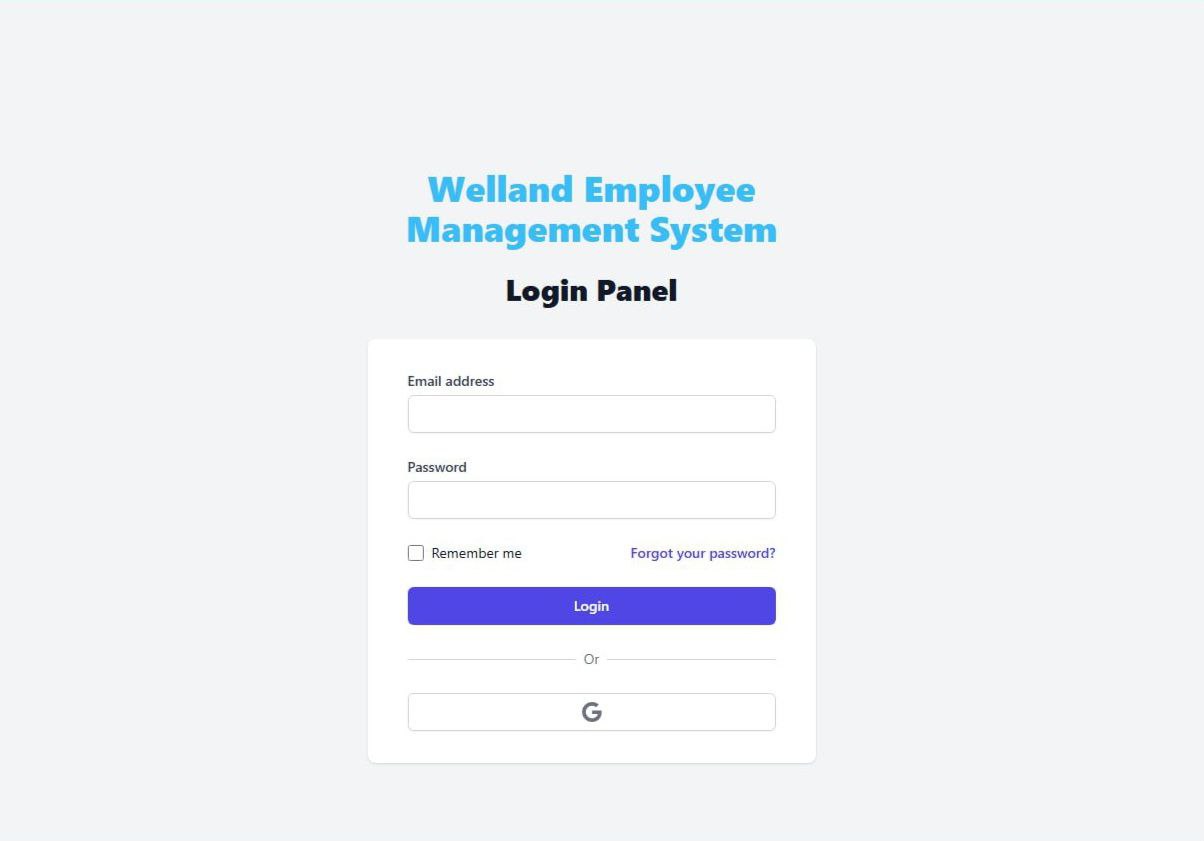 Welland Employee
Management System
Login Panel
Email address
Password
Remember me
Forgot your password?
Login
Or
G